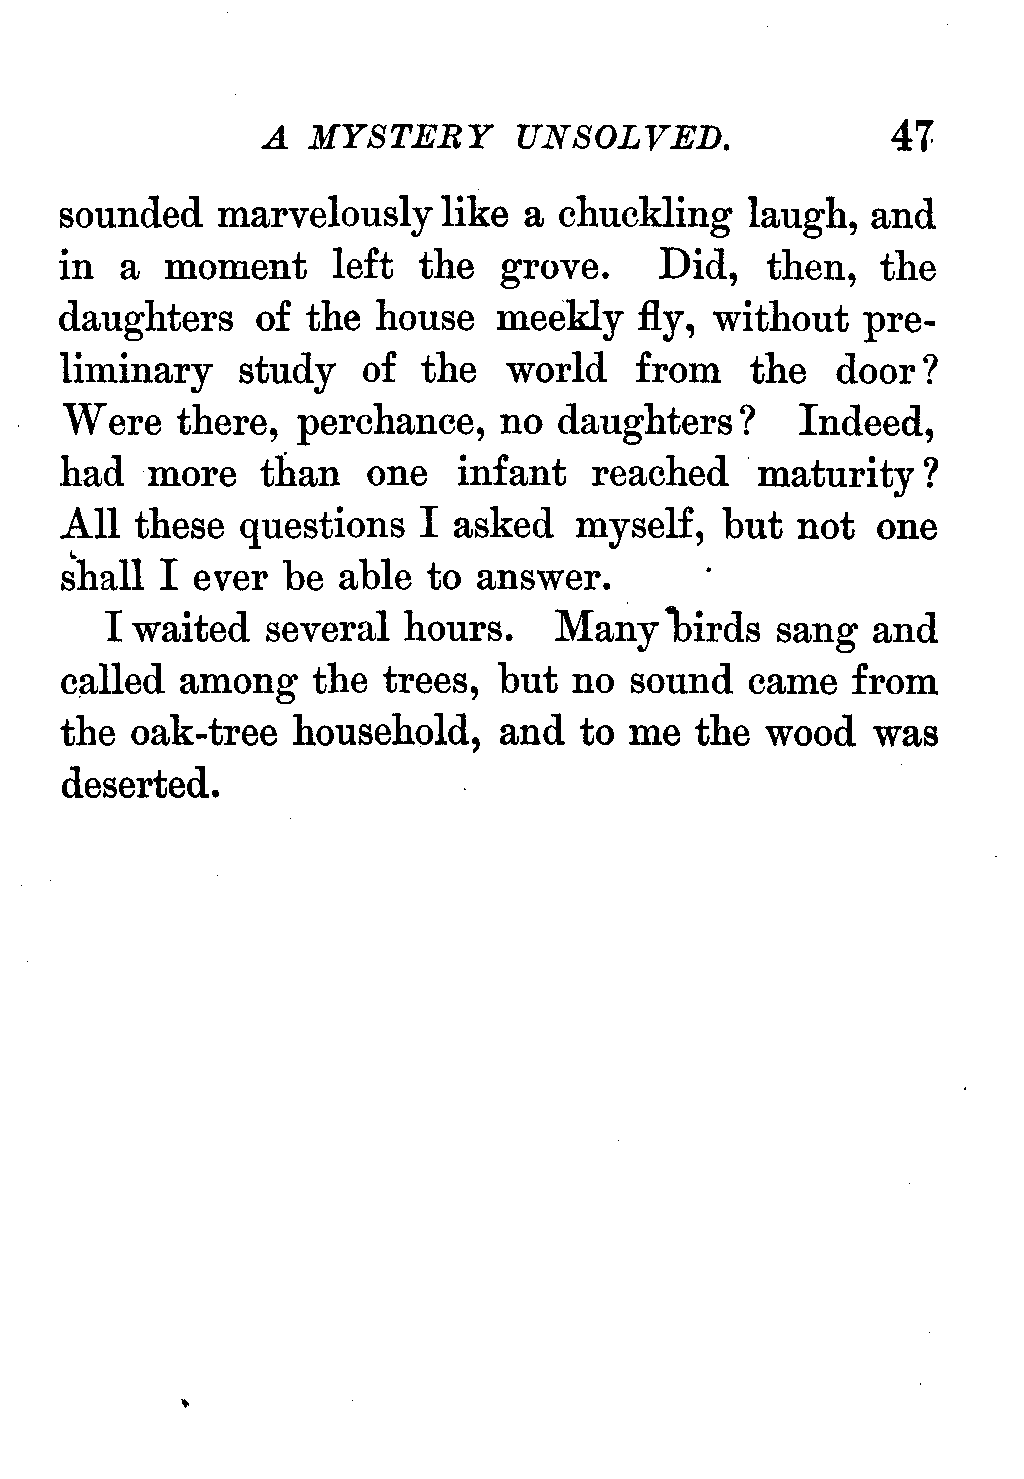 A MYSTERY UNSOLVED. 47
sounded marvelously like a chuckling laugh, and
in a moment left the grove. Did, then, the
daughters of the house meekly fly, without pre-
liminary study of the world from the door?
Were there, perchance, no daughters? Indeed,
had more than one infant reached maturity?
All these questions I asked myself, but not one
shall I ever be able to answer.
I waited several hours. Many birds sang and
called among the trees, but no sound came from
the oak-tree household, and to me the wood was
deserted.